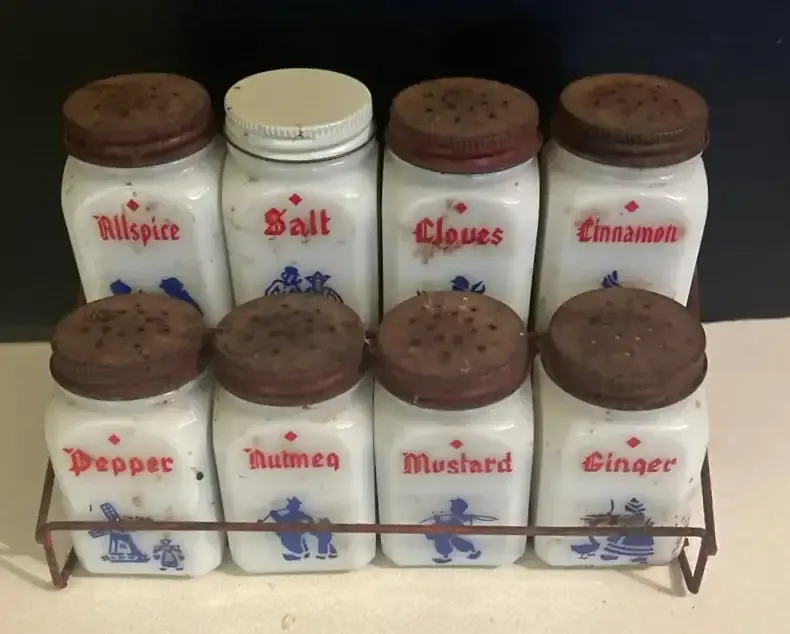 Allspice
Salt
Cloves
Cinnamon
Pepper
Nutmeg
Mustard
Ginger